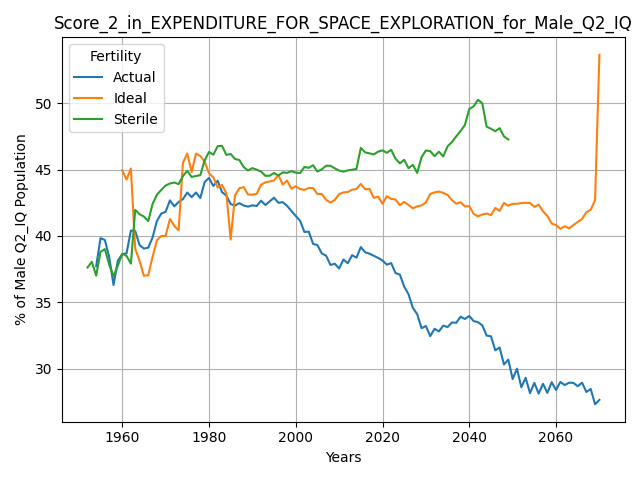 Score_2_in_EXPENDITURE_FOR_SPACE_EXPLORATION_for_Male_Q2_IQ
Fertility
Actual
Ideal
Sterile
% of Male Q2_IQ Population
50
45
40
35
30
1960 1980 2000 2020 2040 2060
Years